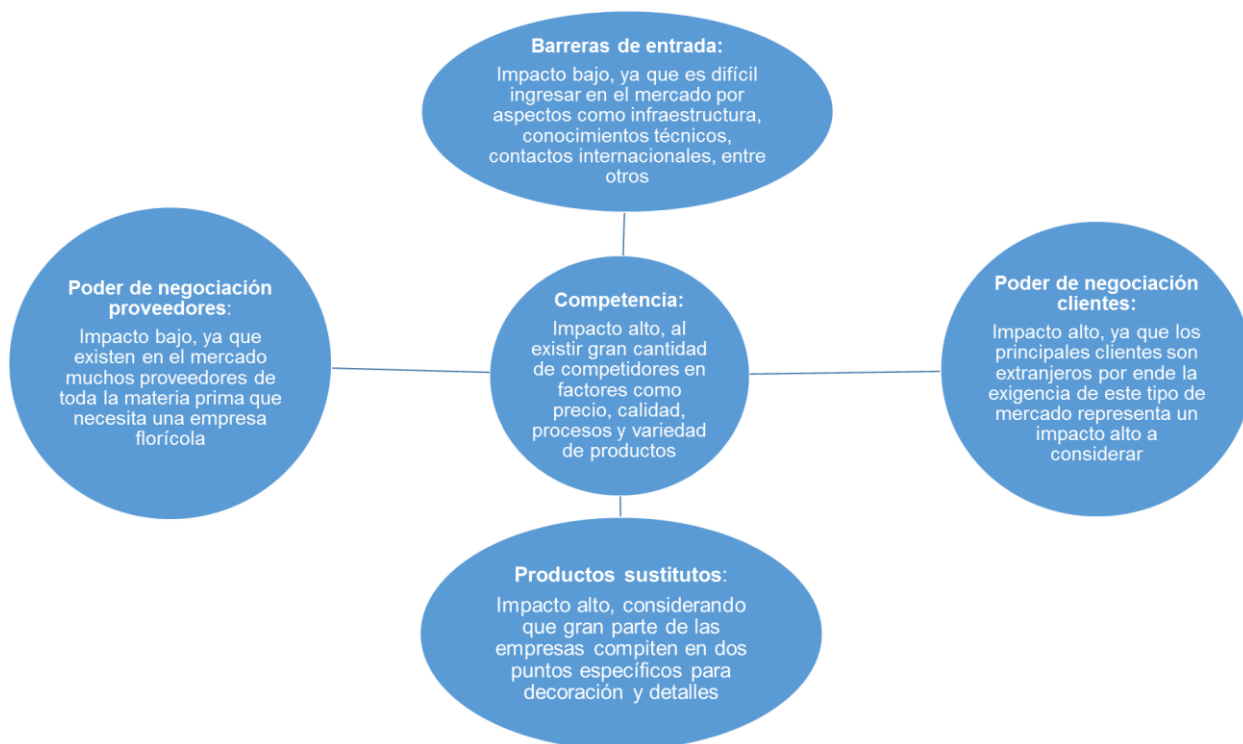 Barreras de entrada:
Impacto bajo, ya que es difícil
ingresar en el mercado por
aspectos como infraestructura,
conocimientos técnicos,
contactos internacionales, entre
otros
Poder de negociación
proveedores:
Impacto bajo, ya que
existen en el mercado
muchos proveedores de
toda la materia prima que
necesita una empresa
florícola
Competencia:
Impacto alto, al
existir gran cantidad
de competidores en
factores como
precio, calidad,
procesos y variedad
de productos
Poder de negociación
clientes:
Impacto alto, ya que los
principales clientes son
extranjeros por ende la
exigencia de este tipo de
mercado representa un
impacto alto a
considerar
Productos sustitutos:
Impacto alto, considerando
que gran parte de las
empresas compiten en dos
puntos específicos para
decoración y detalles